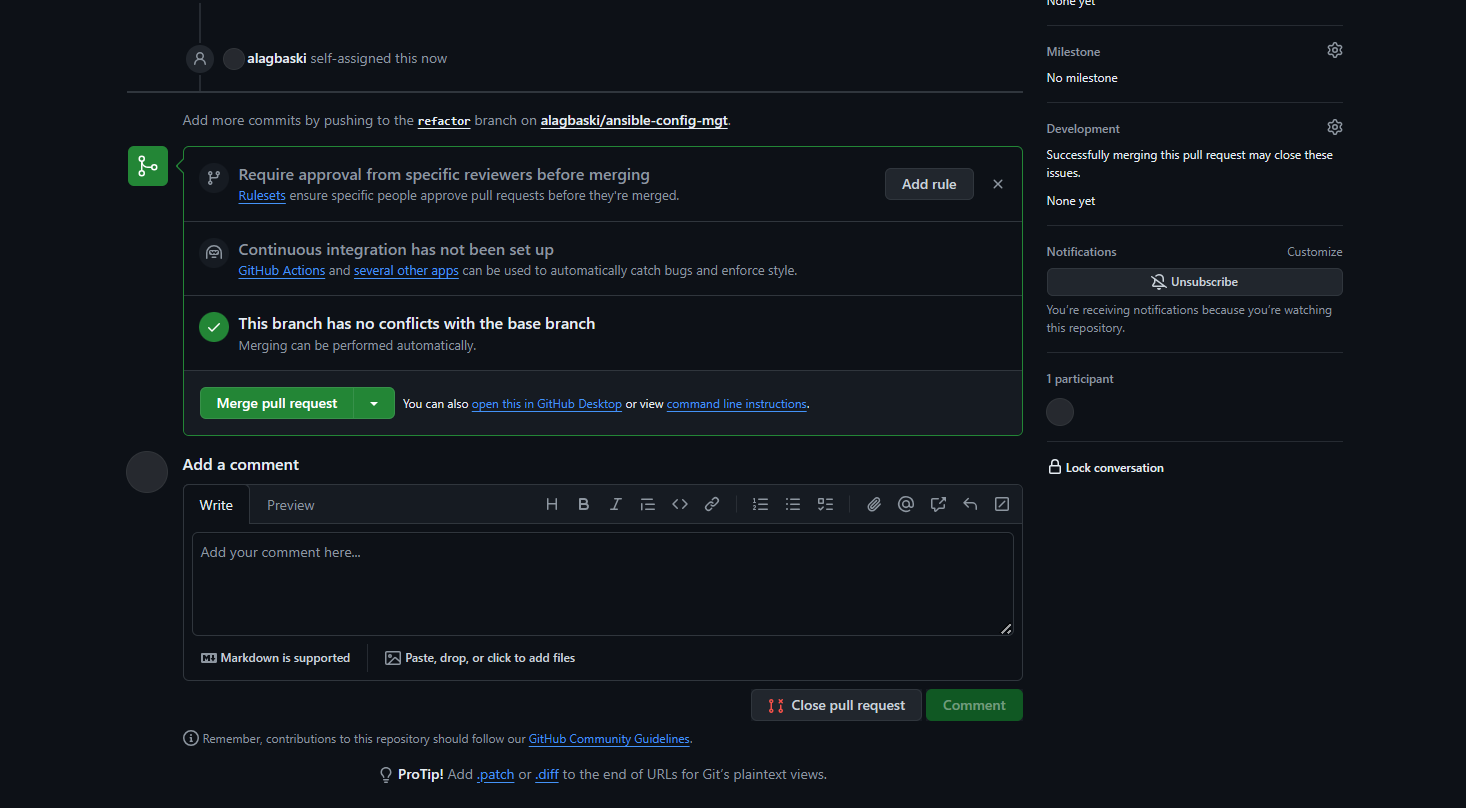 alagbaski self-assigned this now
Add more commits by pushing to the refactor branch on alagbaski/ansible-config-mgt.
Require approval from specific reviewers before merging
Rulesets ensure specific people approve pull requests before they're merged.
Add rule
Continuous integration has not been set up
GitHub Actions and several other apps can be used to automatically catch bugs and enforce style.
This branch has no conflicts with the base branch
Merging can be performed automatically.
Merge pull request
You can also open this in GitHub Desktop or view command line instructions.
Add a comment
Write
Preview
Add your comment here...
Markdown is supported
Paste, drop, or click to add files
Close pull request
Comment
Remember, contributions to this repository should follow our GitHub Community Guidelines.
ProTip! Add .patch or .diff to the end of URLs for Git's plaintext views.
None yet
Milestone
No milestone
Development
Successfully merging this pull request may close these
issues.
None yet
Notifications
Customize
Unsubscribe
You're receiving notifications because you're watching
this repository.
1 participant
Lock conversation